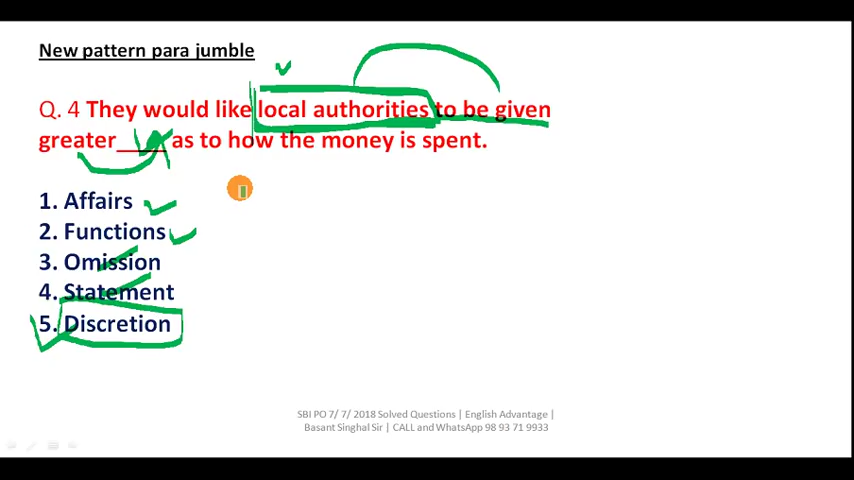 New pattern para jumble
Q. 4 They would like local authorities to be given
greater____ as to how the money is spent.
1. Affairs
2. Functions
3. Omission
4. Statement
5. Discretion
SBI PO 7/ 7/ 2018 Solved Questions | English Advantage |
Basant Singhal Sir | CALL and WhatsApp 98 93 71 9933